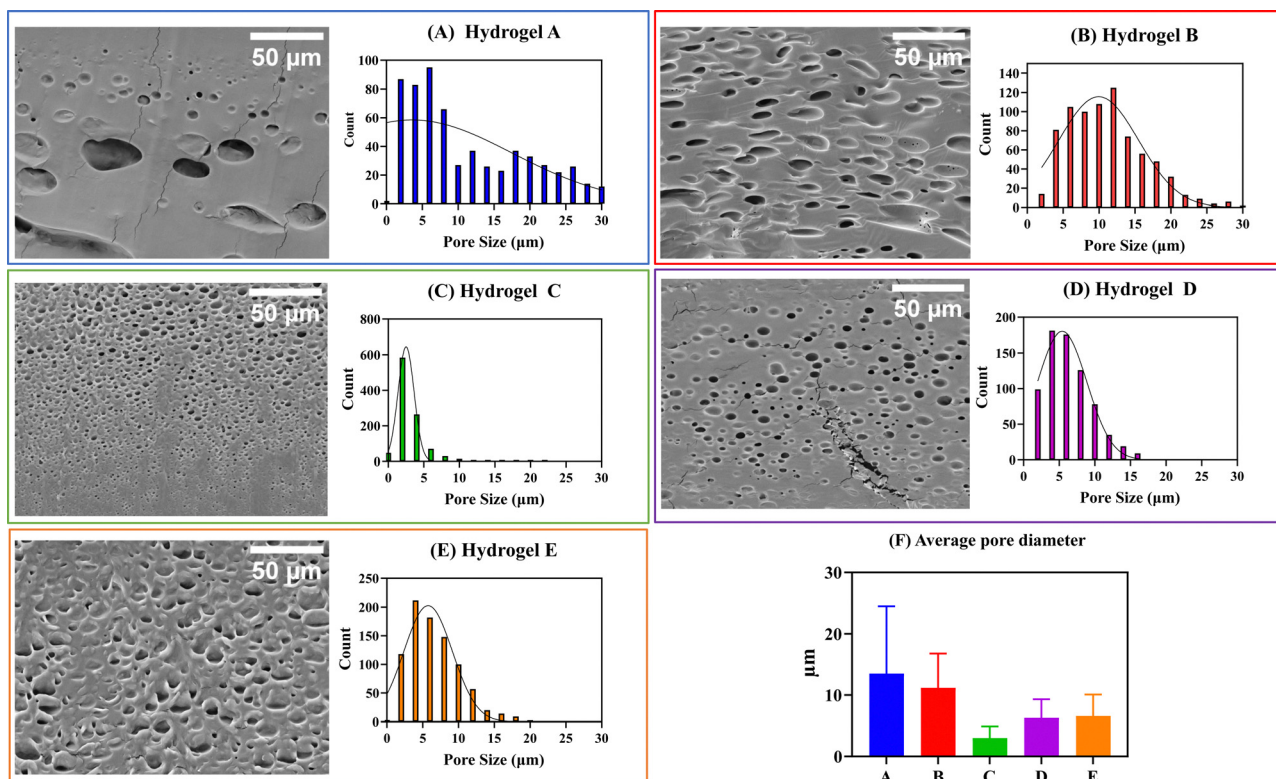 50 µm
(A) Hydrogel A
Count
100
80
60
40
20
0
0 5 10 15 20 25 30
Pore Size (µm)
50 µm
(B) Hydrogel B
Count
140
120
100
80
60
40
20
0
0 5 10 15 20 25 30
Pore Size (µm)
50 µm
(C) Hydrogel C
Count
800
600
400
200
0
0 5 10 15 20 25 30
Pore Size (µm)
50 µm
(D) Hydrogel D
Count
200
150
100
50
0
0 5 10 15 20 25 30
Pore Size (µm)
50 µm
(E) Hydrogel E
Count
250
200
150
100
50
0
0 5 10 15 20 25 30
Pore Size (µm)
(F) Average pore diameter
µm
30
20
10
0
A B C D E